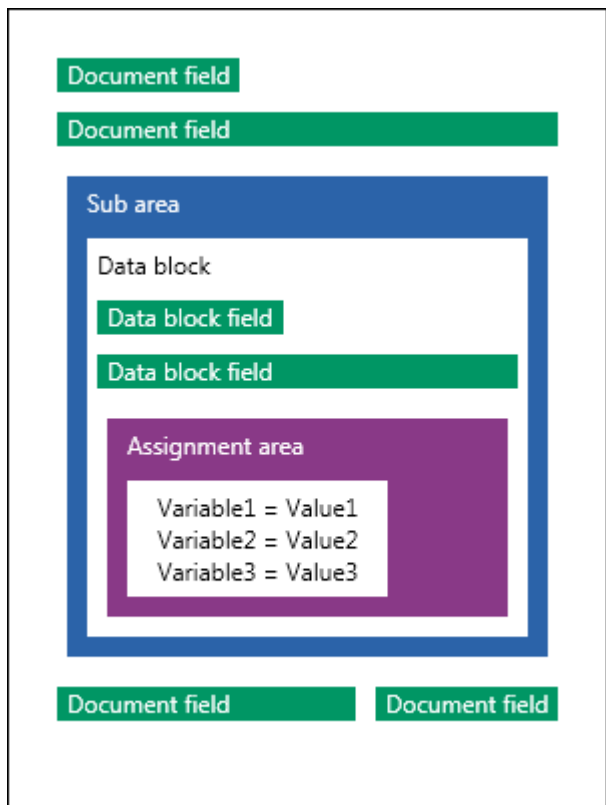 Document field
Document field
Sub area
Data block
Data block field
Data block field
Assignment area
Variable1 = Value1
Variable2 = Value2
Variable3 = Value3
Document field
Document field